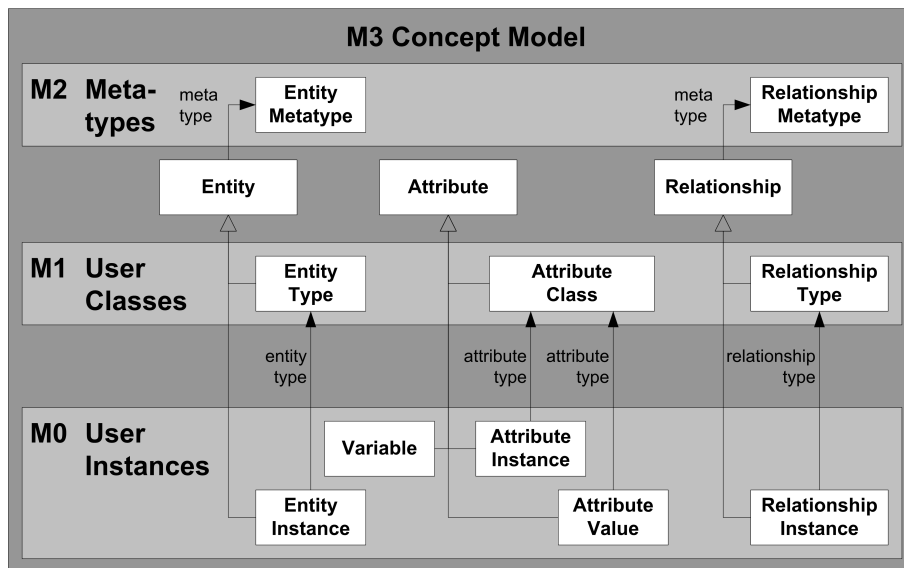 M3 Concept Model
M2 Meta-
types
meta
type
Entity
Metatype
meta
type
Relationship
Metatype
Entity
Attribute
Relationship
M1 User
Classes
Entity
Type
Attribute
Class
Relationship
Type
entity
type
attribute
type
attribute
type
relationship
type
M0 User
Instances
Variable
Attribute
Instance
Entity
Instance
Attribute
Value
Relationship
Instance